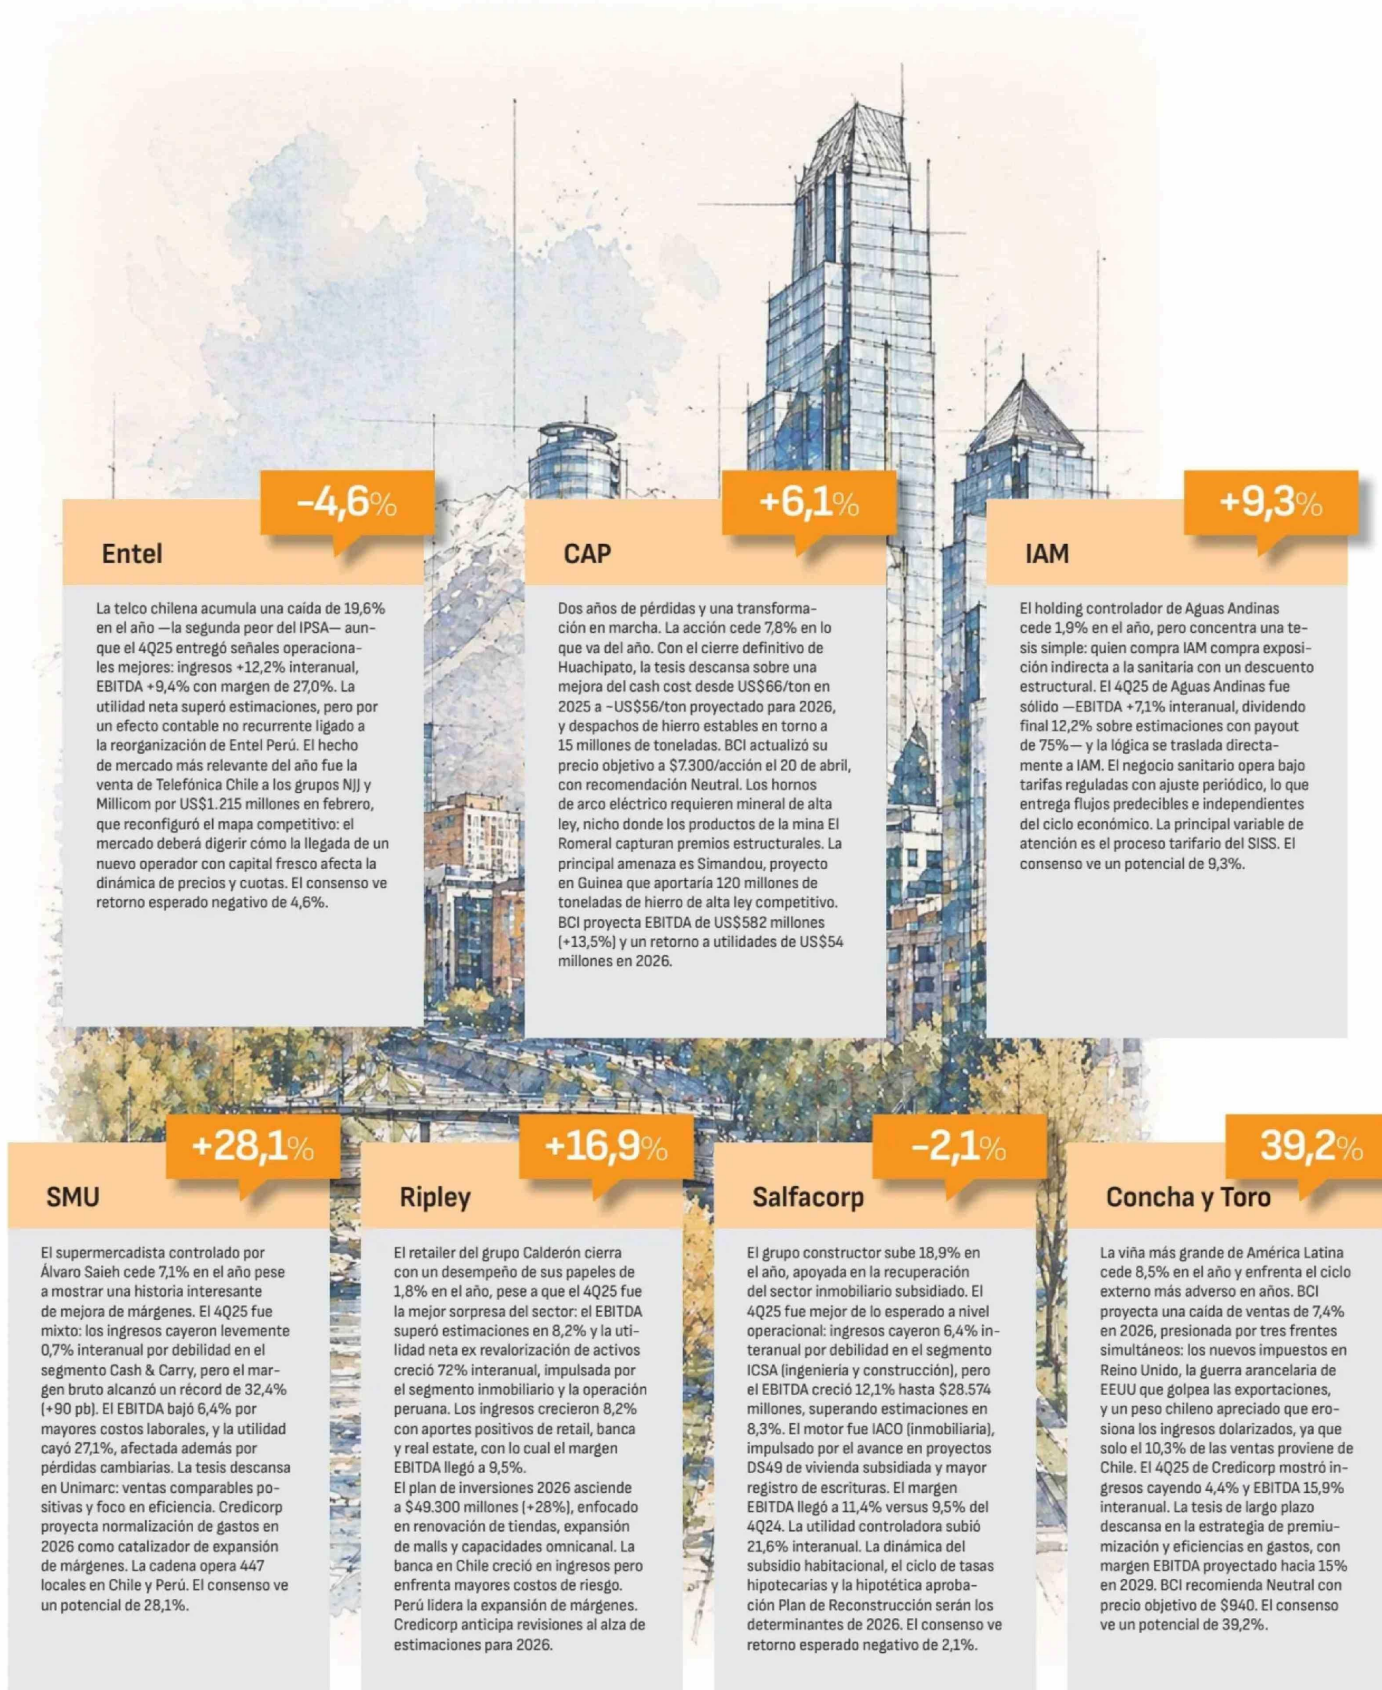 -4,6%
Entel
La telco chilena acumula una caída de 19,6%
en el año —la segunda peor del IPSA— aun-
que el 4Q25 entregó señales operaciona-
les mejores: ingresos +12,2% interanual,
EBITDA +9,4% con margen de 27,0%. La
utilidad neta superó estimaciones, pero por
un efecto contable no recurrente ligado a
la reorganización de Entel Perú. El hecho
de mercado más relevante del año fue la
venta de Telefónica Chile a los grupos NJJ y
Millicom por US$1.215 millones en febrero,
que reconfiguró el mapa competitivo: el
mercado deberá digerir cómo la llegada de un
nuevo operador con capital fresco afecta la
dinámica de precios y cuotas. El consenso ve
retorno esperado negativo de 4,6%.
+6,1%
CAP
Dos años de pérdidas y una transforma-
ción en marcha. La acción cede 7,8% en lo
que va del año. Con el cierre definitivo de
Huachipato, la tesis descansa sobre una
mejora del cash cost desde US$66/ton en
2025 a ~US$56/ton proyectado para 2026,
y despachos de hierro estables en torno a
15 millones de toneladas. BCI actualizó su
precio objetivo a $7.300/acción el 20 de abril,
con recomendación Neutral. Los hornos
de arco eléctrico requieren mineral de alta
ley, nicho donde los productos de la mina El
Romeral capturan premios estructurales. La
principal amenaza es Simandou, proyecto
en Guinea que aportaría 120 millones de
toneladas de hierro de alta ley competitivo.
BCI proyecta EBITDA de US$582 millones
(+13,5%) y un retorno a utilidades de US$54
millones en 2026.
+9,3%
IAM
El holding controlador de Aguas Andinas
cede 1,9% en el año, pero concentra una te-
sis simple: quien compra IAM compra exposi-
ción indirecta a la sanitaria con un descuento
estructural. El 4Q25 de Aguas Andinas fue
sólido —EBITDA +7,1% interanual, dividendo
final 12,2% sobre estimaciones con payout
de 75%— y la lógica se traslada directa-
mente a IAM. El negocio sanitario opera bajo
tarifas reguladas con ajuste periódico, lo que
entrega flujos predecibles e independientes
del ciclo económico. La principal variable de
atención es el proceso tarifario del SISS. El
consenso ve un potencial de 9,3%.
+28,1%
SMU
El supermercadista controlado por
Álvaro Saieh cede 7,1% en el año pese
a mostrar una historia interesante
de mejora de márgenes. El 4Q25 fue
mixto: los ingresos cayeron levemente
0,7% interanual por debilidad en el
segmento Cash & Carry, pero el mar-
gen bruto alcanzó un récord de 32,4%
(+90 pb). El EBITDA bajó 6,4% por
mayores costos laborales, y la utilidad
cayó 27,1%, afectada además por
pérdidas cambiarias. La tesis descansa
en Unimarc: ventas comparables po-
sitivas y foco en eficiencia. Credicorp
proyecta normalización de gastos en
2026 como catalizador de expansión
de márgenes. La cadena opera 447
locales en Chile y Perú. El consenso ve
un potencial de 28,1%.
+16,9%
Ripley
El retailer del grupo Calderón cierra
con un desempeño de sus papeles de
1,8% en el año, pese a que el 4Q25 fue
la mejor sorpresa del sector: el EBITDA
superó estimaciones en 8,2% y la uti-
lidad neta ex revalorización de activos
creció 72% interanual, impulsada por
el segmento inmobiliario y la operación
peruana. Los ingresos crecieron 8,2%
con aportes positivos de retail, banca
y real estate, con lo cual el margen
EBITDA llegó a 9,5%.
El plan de inversiones 2026 asciende
a $49.300 millones (+28%), enfocado
en renovación de tiendas, expansión
de malls y capacidades omnicanal. La
banca en Chile creció en ingresos pero
enfrenta mayores costos de riesgo.
Perú lidera la expansión de márgenes.
Credicorp anticipa revisiones al alza de
estimaciones para 2026.
-2,1%
Salfacorp
El grupo constructor sube 18,9% en
el año, apoyada en la recuperación
del sector inmobiliario subsidiado. El
4Q25 fue mejor de lo esperado a nivel
operacional: ingresos cayeron 6,4% in-
teranual por debilidad en el segmento
ICSA (ingeniería y construcción), pero
el EBITDA creció 12,1% hasta $28.574
millones, superando estimaciones en
8,3%. El motor fue IACO (inmobiliaria),
impulsado por el avance en proyectos
DS49 de vivienda subsidiada y mayor
registro de escrituras. El margen
EBITDA llegó a 11,4% versus 9,5% del
4Q24. La utilidad controladora subió
21,6% interanual. La dinámica del
subsidio habitacional, el ciclo de tasas
hipotecarias y la hipotética aproba-
ción Plan de Reconstrucción serán los
determinantes de 2026. El consenso ve
retorno esperado negativo de 2,1%.
39,2%
Concha y Toro
La viña más grande de América Latina
cede 8,5% en el año y enfrenta el ciclo
externo más adverso en años. BCI
proyecta una caída de ventas de 7,4%
en 2026, presionada por tres frentes
simultáneos: los nuevos impuestos en
Reino Unido, la guerra arancelaria de
EEUU que golpea las exportaciones,
y un peso chileno apreciado que ero-
siona los ingresos dolarizados, ya que
solo el 10,3% de las ventas proviene de
Chile. El 4Q25 de Credicorp mostró in-
gresos cayendo 4,4% y EBITDA 15,9%
interanual. La tesis de largo plazo
descansa en la estrategia de premiu-
mización y eficiencias en gastos, con
margen EBITDA proyectado hacia 15%
en 2029. BCI recomienda Neutral con
precio objetivo de $940. El consenso
ve un potencial de 39,2%.